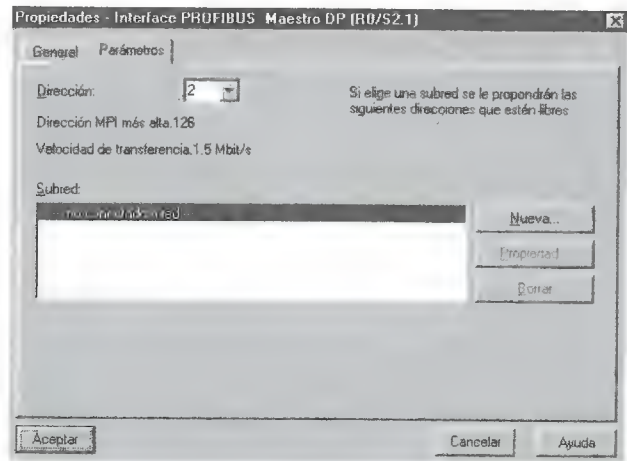 Propiedades - Interface PROFIBUS Maestro DP (R0/S2.1)
General Parámetros
Dirección: 2
Si elige una subred se le propondrán las
siguientes direcciones que estén libres
Dirección MPI más alta.126
Velocidad de transferencia.1.5 Mbit/s
Subred:
Nueva...
Propiedad
Borrar
Aceptar Cancelar Ayuda